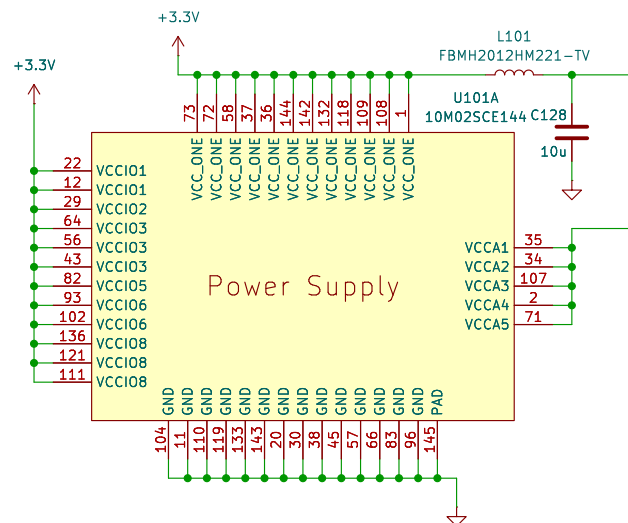 +3.3V
L101
FBMH2012HM221-TV
+3.3V
U101A
10M02SCE144
C128
10u
73
72
58
37
36
144
142
132
118
109
108
1
VCC_ONE
VCC_ONE
VCC_ONE
VCC_ONE
VCC_ONE
VCC_ONE
VCC_ONE
VCC_ONE
VCC_ONE
VCC_ONE
VCC_ONE
VCC_ONE
22 VCCIO1
12 VCCIO1
29 VCCIO2
64 VCCIO3
56 VCCIO3
43 VCCIO3
82 VCCIO5
93 VCCIO6
102 VCCIO6
136 VCCIO8
121 VCCIO8
111 VCCIO8
Power Supply
VCCA1 35
VCCA2 34
VCCA3 107
VCCA4 2
VCCA5 71
GND
GND
GND
GND
GND
GND
GND
GND
GND
GND
GND
GND
GND
GND
PAD
104
11
110
119
133
143
20
30
38
45
57
66
83
96
145